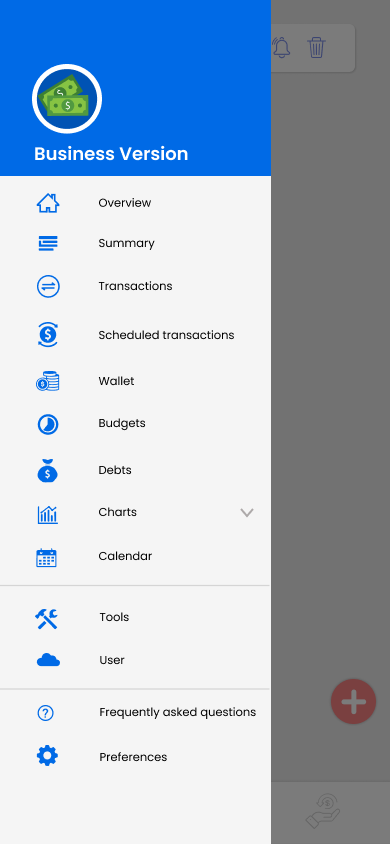 Business Version
Overview
Summary
Transactions
Scheduled transactions
Wallet
Budgets
Debts
Charts
Calendar
Tools
User
Frequently asked questions
Preferences